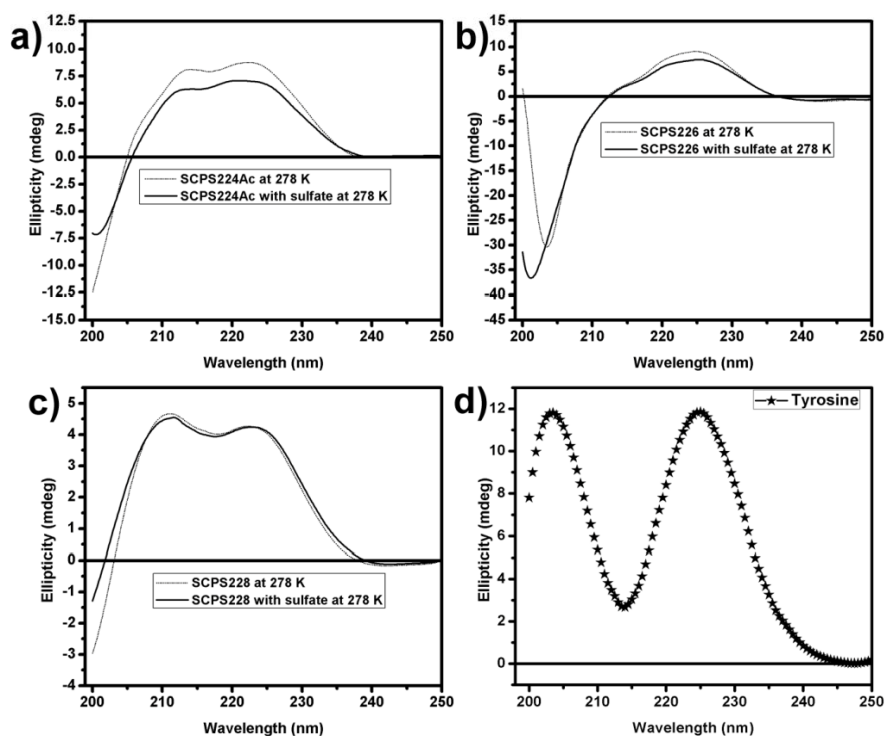 a)
12.5
10.0
7.5
5.0
2.5
0.0
-2.5
-5.0
-7.5
-10.0
-12.5
-15.0
Ellipticity (mdeg)
SCPS224Ac at 278 K
SCPS224Ac with sulfate at 278 K
200 210 220 230 240 250
Wavelength (nm)
b)
20
15
10
5
0
-5
-10
-15
-20
-25
-30
-35
-40
-45
Ellipticity (mdeg)
SCPS226 at 278 K
SCPS226 with sulfate at 278 K
200 210 220 230 240 250
Wavelength (nm)
c)
5
4
3
2
1
0
-1
-2
-3
-4
Ellipticity (mdeg)
SCPS228 at 278 K
SCPS228 with sulfate at 278 K
200 210 220 230 240 250
Wavelength (nm)
d)
Tyrosine
12
10
8
6
4
2
0
Ellipticity (mdeg)
200 210 220 230 240 250
Wavelength (nm)